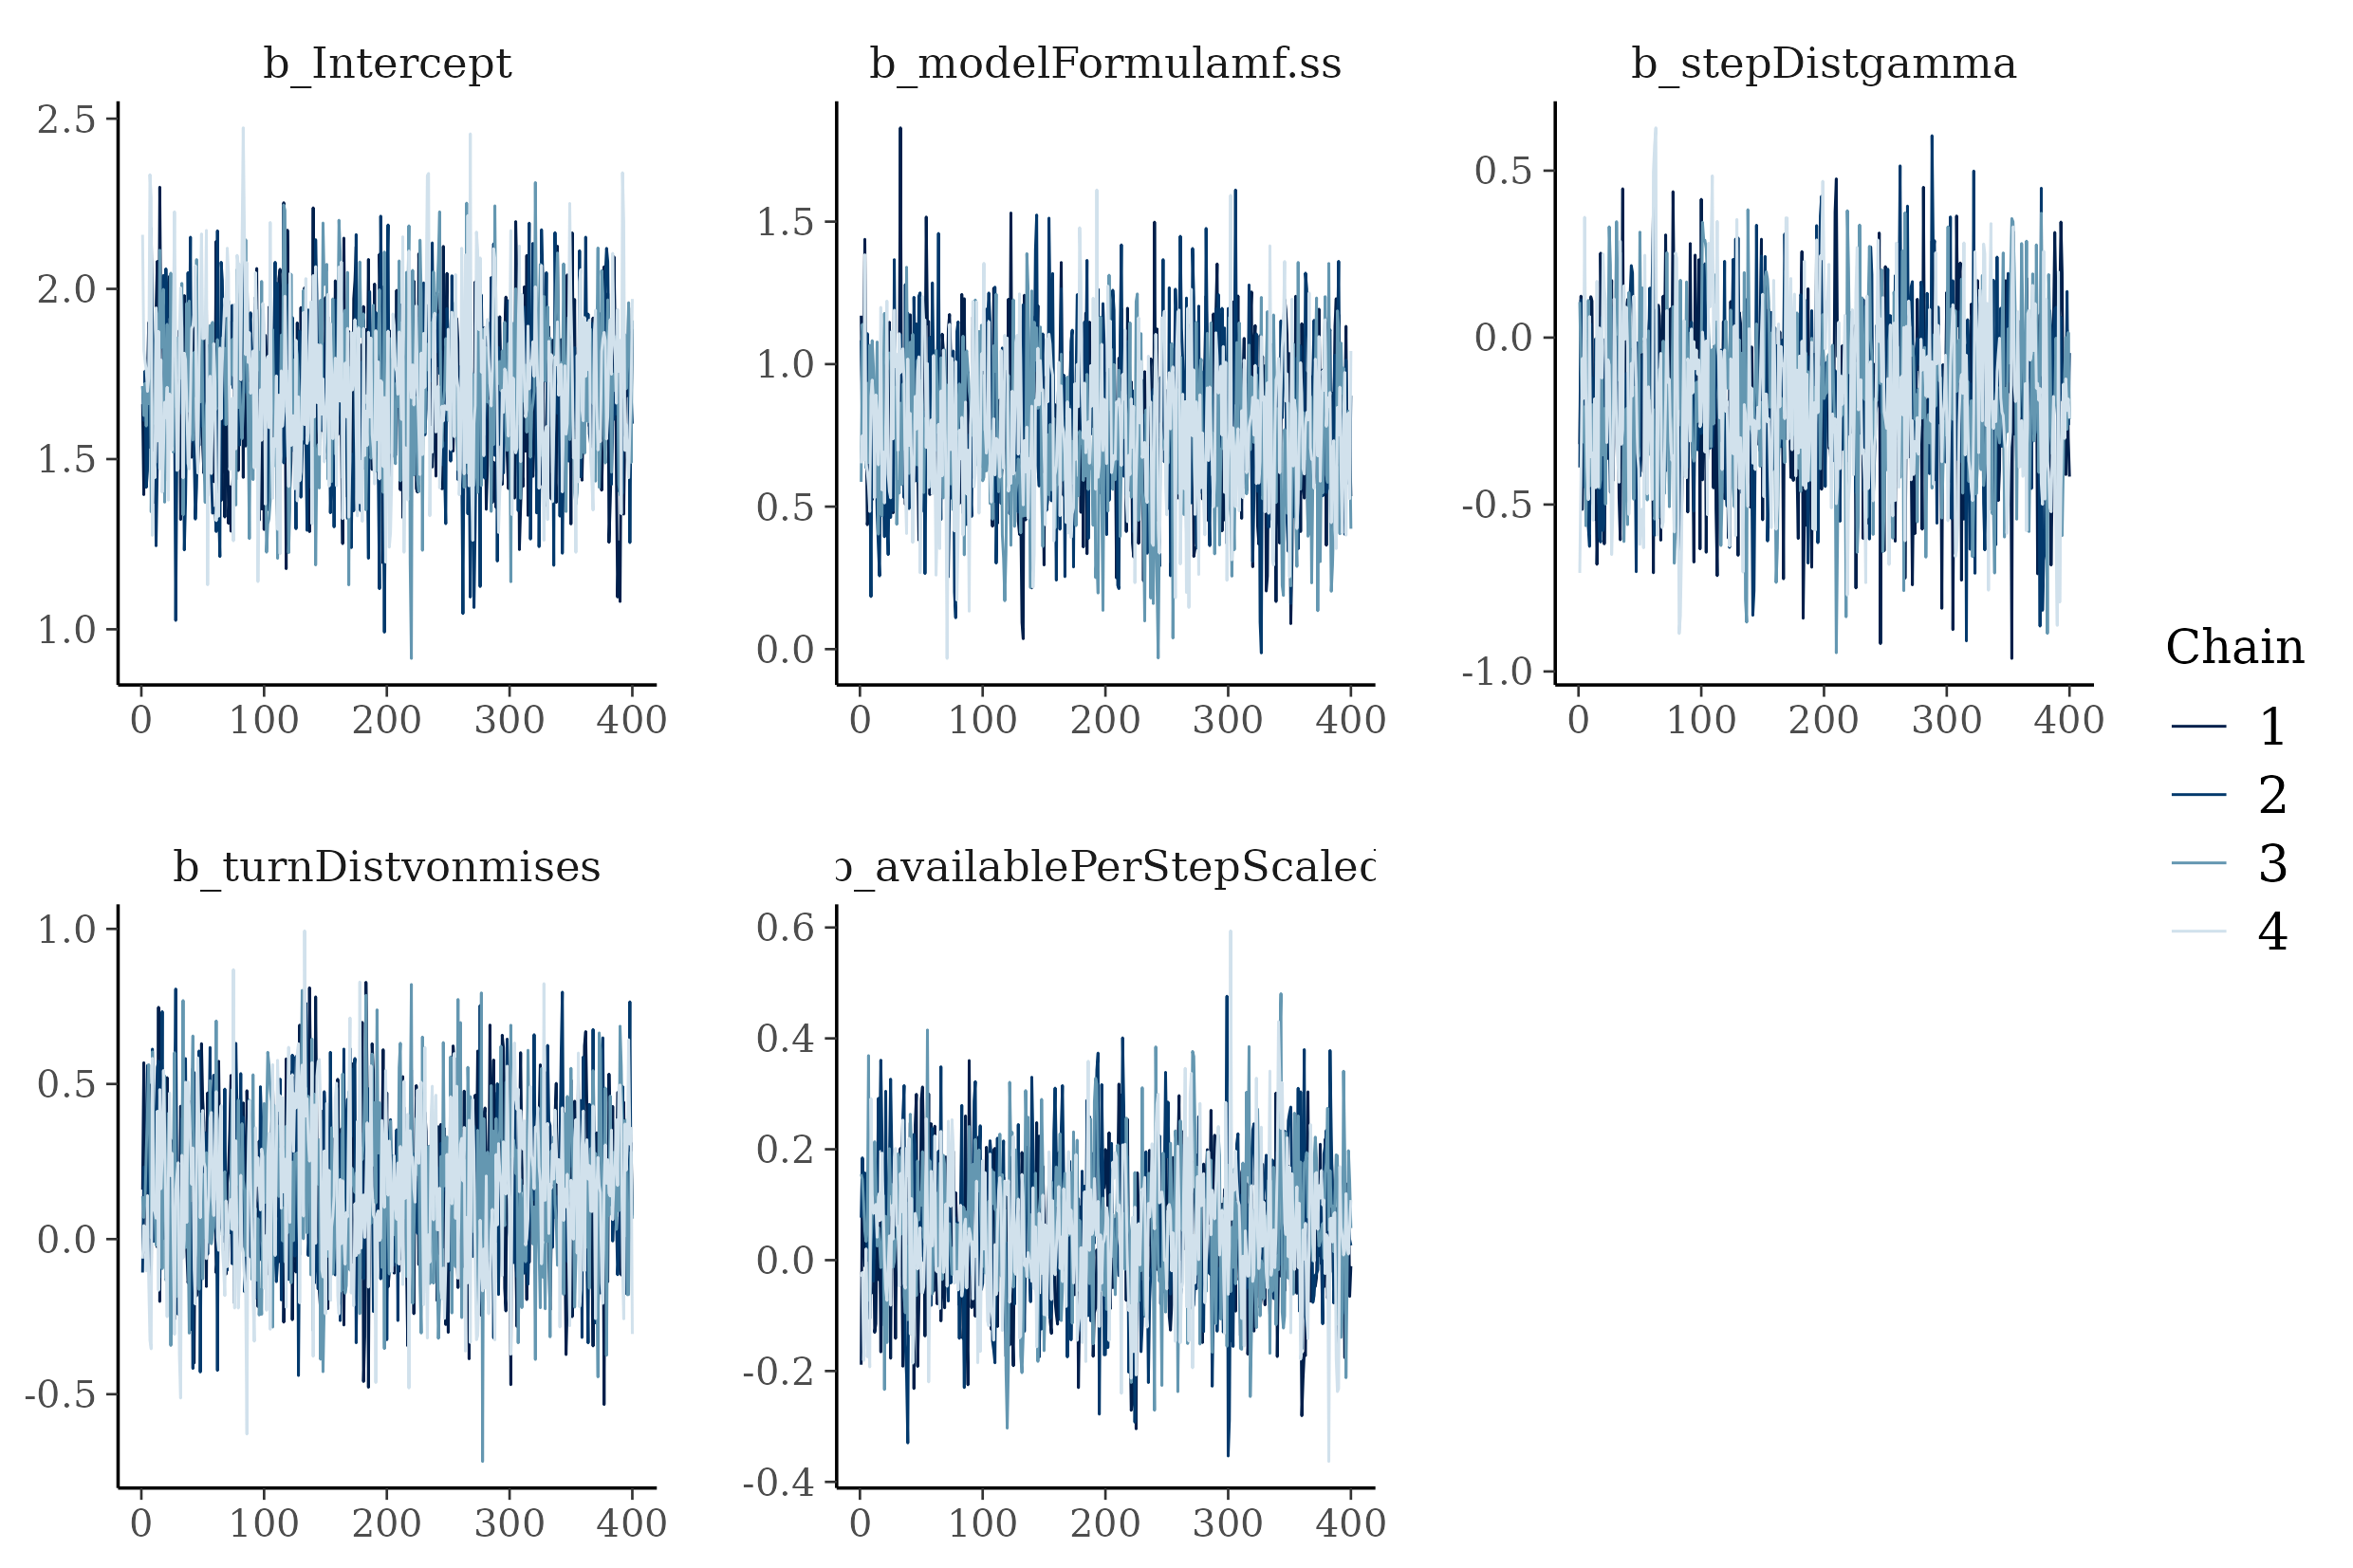 b_Intercept
2.5
2.0
1.5
1.0
0 100 200 300 400
b_modelFormulamf.ss
1.5
1.0
0.5
0.0
0 100 200 300 400
b_stepDistgamma
0.5
0.0
-0.5
-1.0
0 100 200 300 400
b_turnDistvonmises
1.0
0.5
0.0
-0.5
0 100 200 300 400
b_availablePerStepScaled
0.6
0.4
0.2
0.0
-0.2
-0.4
0 100 200 300 400
Chain
1
2
3
4